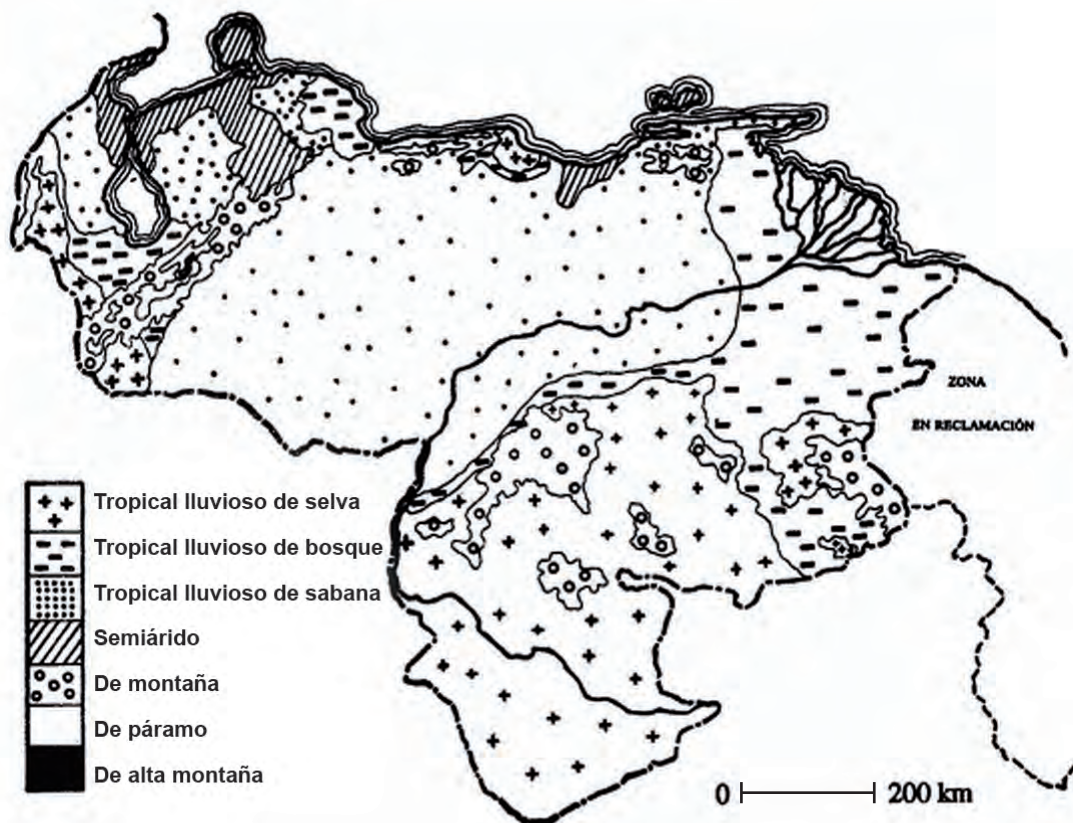 ZONA
EN RECLAMACIÓN
Tropical lluvioso de selva
Tropical lluvioso de bosque
Tropical lluvioso de sabana
Semiárido
De montaña
De páramo
De alta montaña
0 200 km